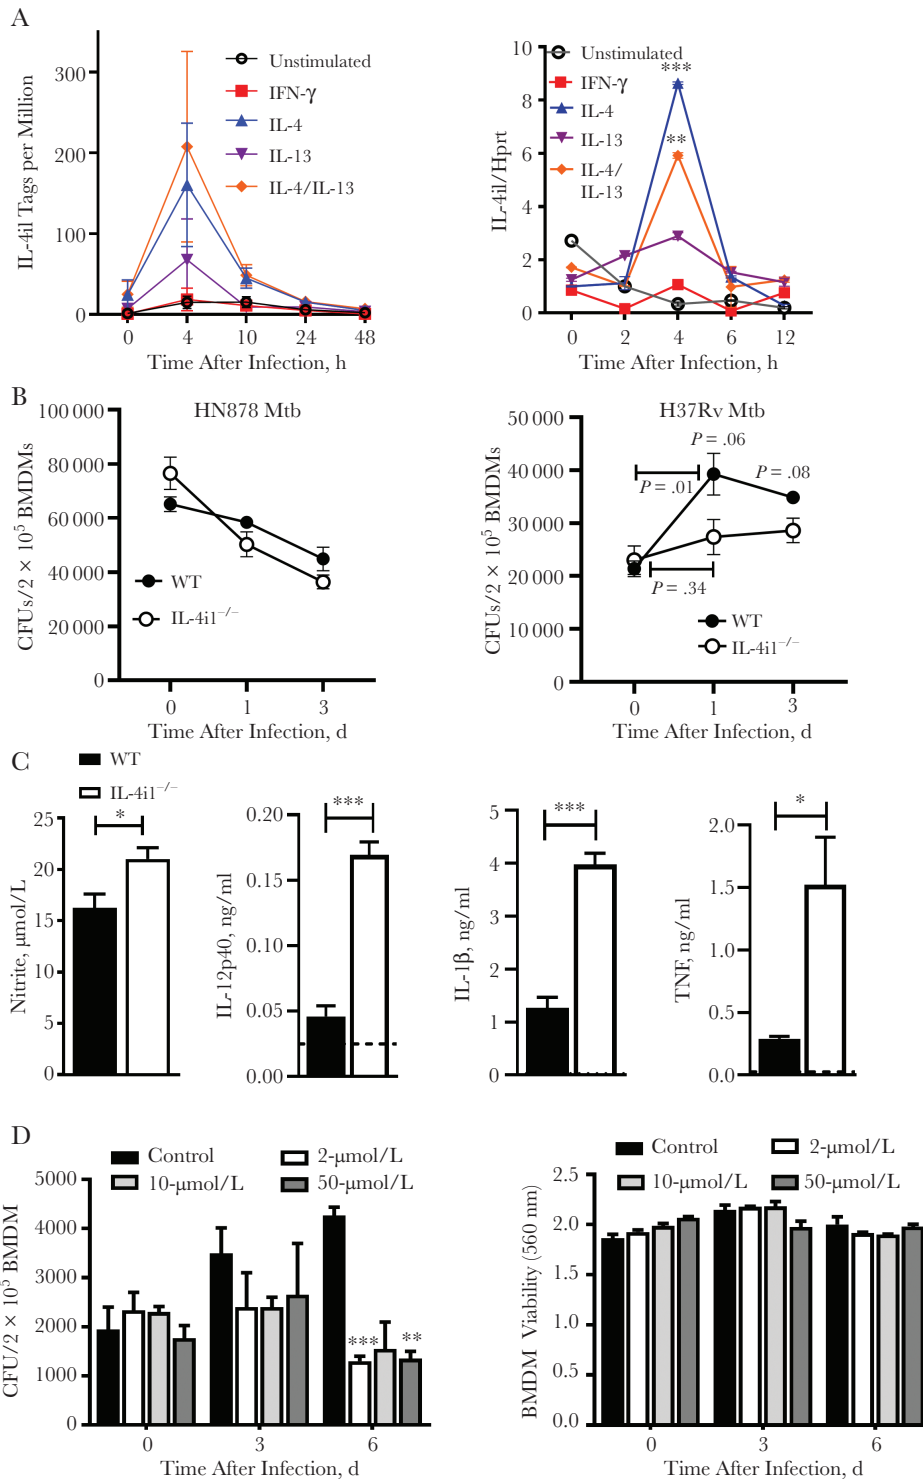 A
IL-4il Tags per Million
300
200
100
0
0 4 10 24 48
Time After Infection, h
Unstimulated
IFN-γ
IL-4
IL-13
IL-4/IL-13
IL-4il/Hprt
10
8
6
4
2
0
0 2 4 6 12
Time After Infection, h
Unstimulated
IFN-γ
IL-4
IL-13
IL-4/
IL-13
***
**
B
HN878 Mtb
CFUs/2 × 10⁵ BMDMs
100 000
80 000
60 000
40 000
20 000
0
WT
IL-4i1⁻/⁻
0 1 3
Time After Infection, d
H37Rv Mtb
CFUs/2 × 10⁵ BMDMs
50 000
40 000
30 000
20 000
10 000
0
P = .06
P = .08
P = .01
P = .34
WT
IL-4i1⁻/⁻
0 1 3
Time After Infection, d
C
WT
IL-4i1⁻/⁻
Nitrite, µmol/L
25
20
15
10
5
0
*
IL-12p40, ng/ml
0.20
0.15
0.10
0.05
0.00
***
IL-1β, ng/ml
5
4
3
2
1
0
***
TNF, ng/ml
2.0
1.5
1.0
0.5
0.0
*
D
Control 2-µmol/L
10-µmol/L 50-µmol/L
CFU/2 × 10⁵ BMDM
5000
4000
3000
2000
1000
0
*** **
0 3 6
Time After Infection, d
Control 2-µmol/L
10-µmol/L 50-µmol/L
BMDM Viability (560 nm)
2.5
2.0
1.5
1.0
0.5
0.0
0 3 6
Time After Infection, d